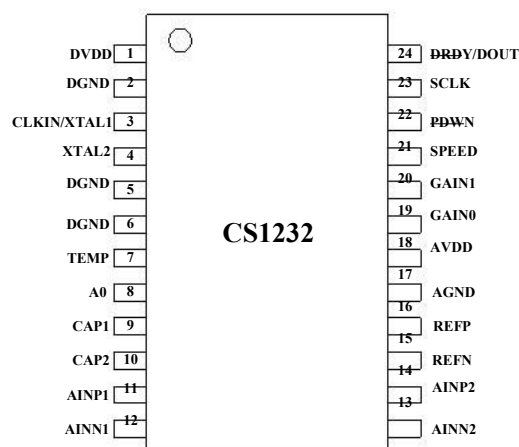 DVDD 1 24 DRDY/DOUT
DGND 2 23 SCLK
CLKIN/XTAL1 3 22 PDWN
XTAL2 4 21 SPEED
DGND 5 20 GAIN1
DGND 6 19 GAIN0
CS1232
TEMP 7 18 AVDD
A0 8 17 AGND
CAP1 9 16 REFP
CAP2 10 15 REFN
AINP1 11 14 AINP2
AINN1 12 13 AINN2